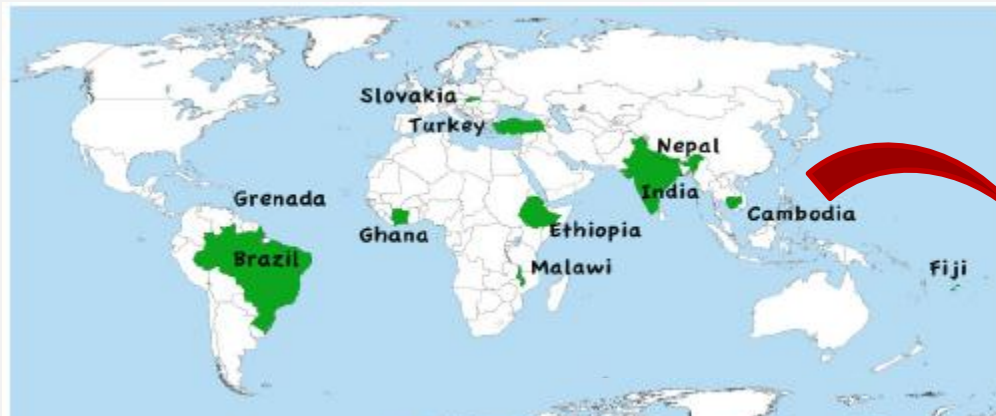 Slovakia
Turkey
Nepal
India
Grenada
Cambodia
Ghana
Ethiopia
Brazil
Malawi
Fiji